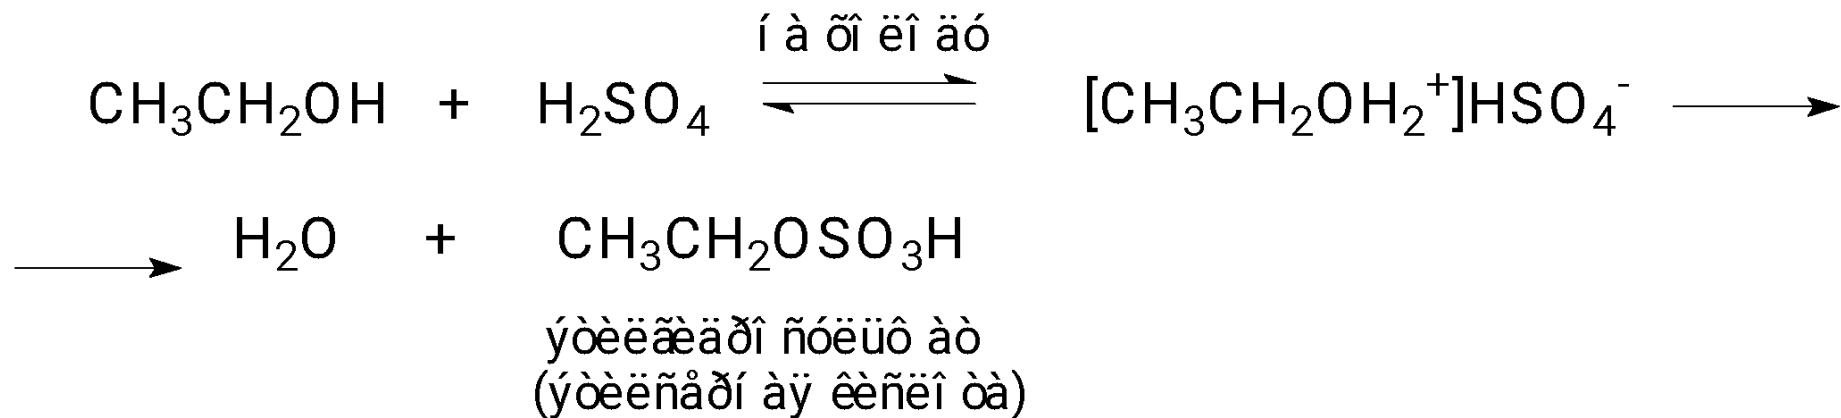 í à õî ëî äó
CH₃CH₂OH + H₂SO₄ ⇌ [CH₃CH₂OH₂⁺]HSO₄⁻ →
→ H₂O + CH₃CH₂OSO₃H
ýòèëãèäðî ñóëüô àò
(ýòèëñåðí àÿ êèñëî òà)